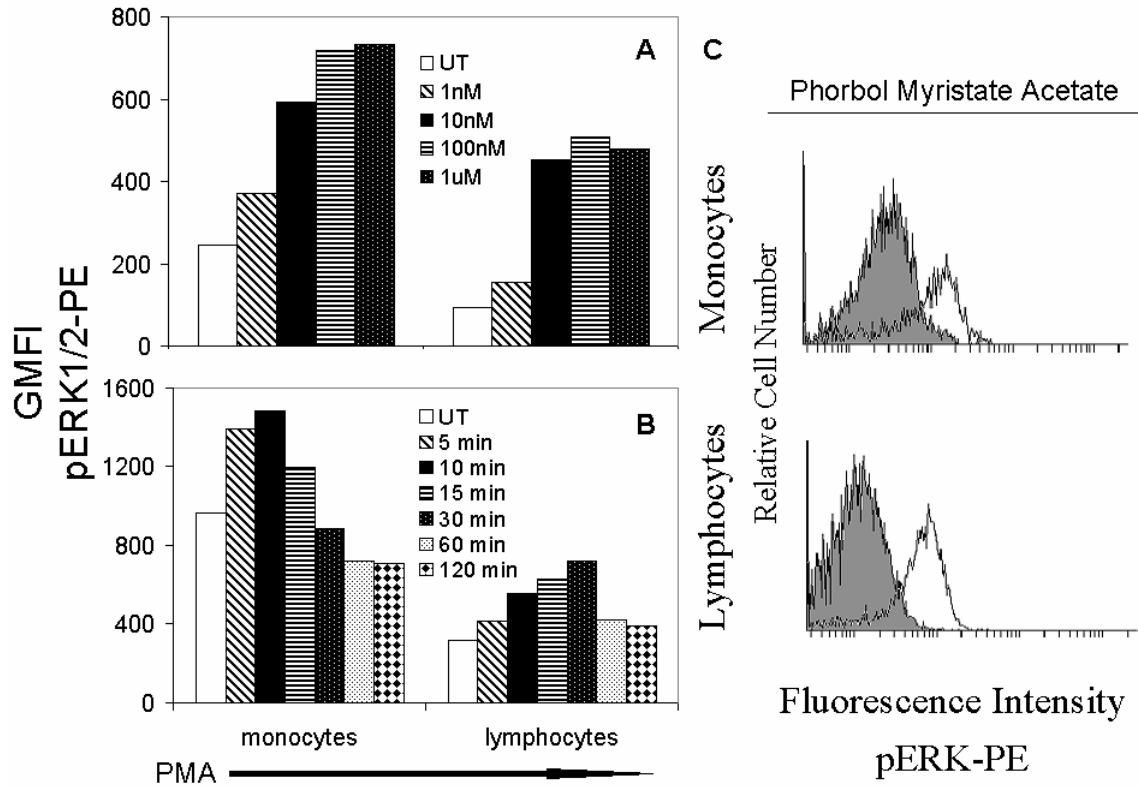 GMFI
pERK1/2-PE
800
600
400
200
0
A
UT
1nM
10nM
100nM
1uM
1600
1200
800
400
0
B
UT
5 min
10 min
15 min
30 min
60 min
120 min
monocytes
lymphocytes
PMA
C
Phorbol Myristate Acetate
Monocytes
Lymphocytes
Relative Cell Number
Fluorescence Intensity
pERK-PE